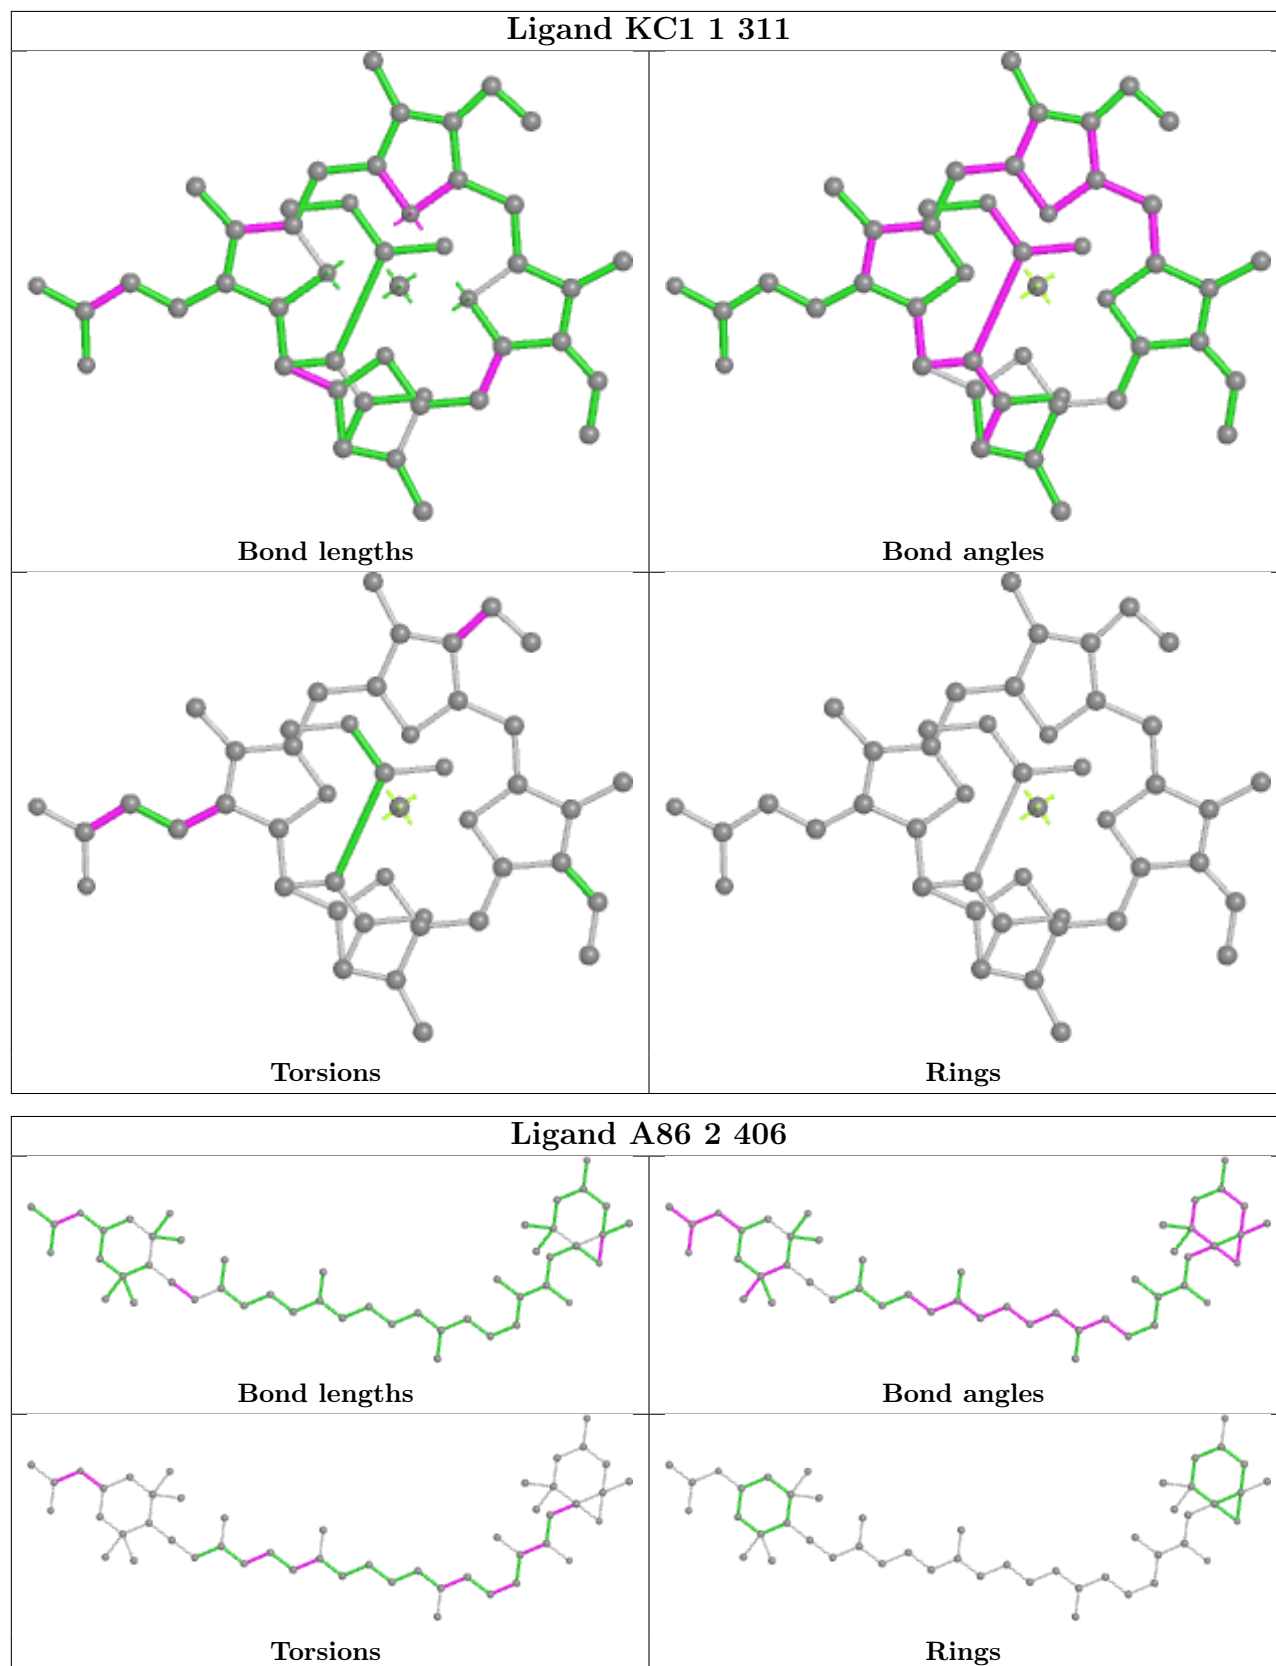 Ligand KC1 1 311
Bond lengths
Bond angles
Torsions
Rings
Ligand A86 2 406
Bond lengths
Bond angles
Torsions
Rings